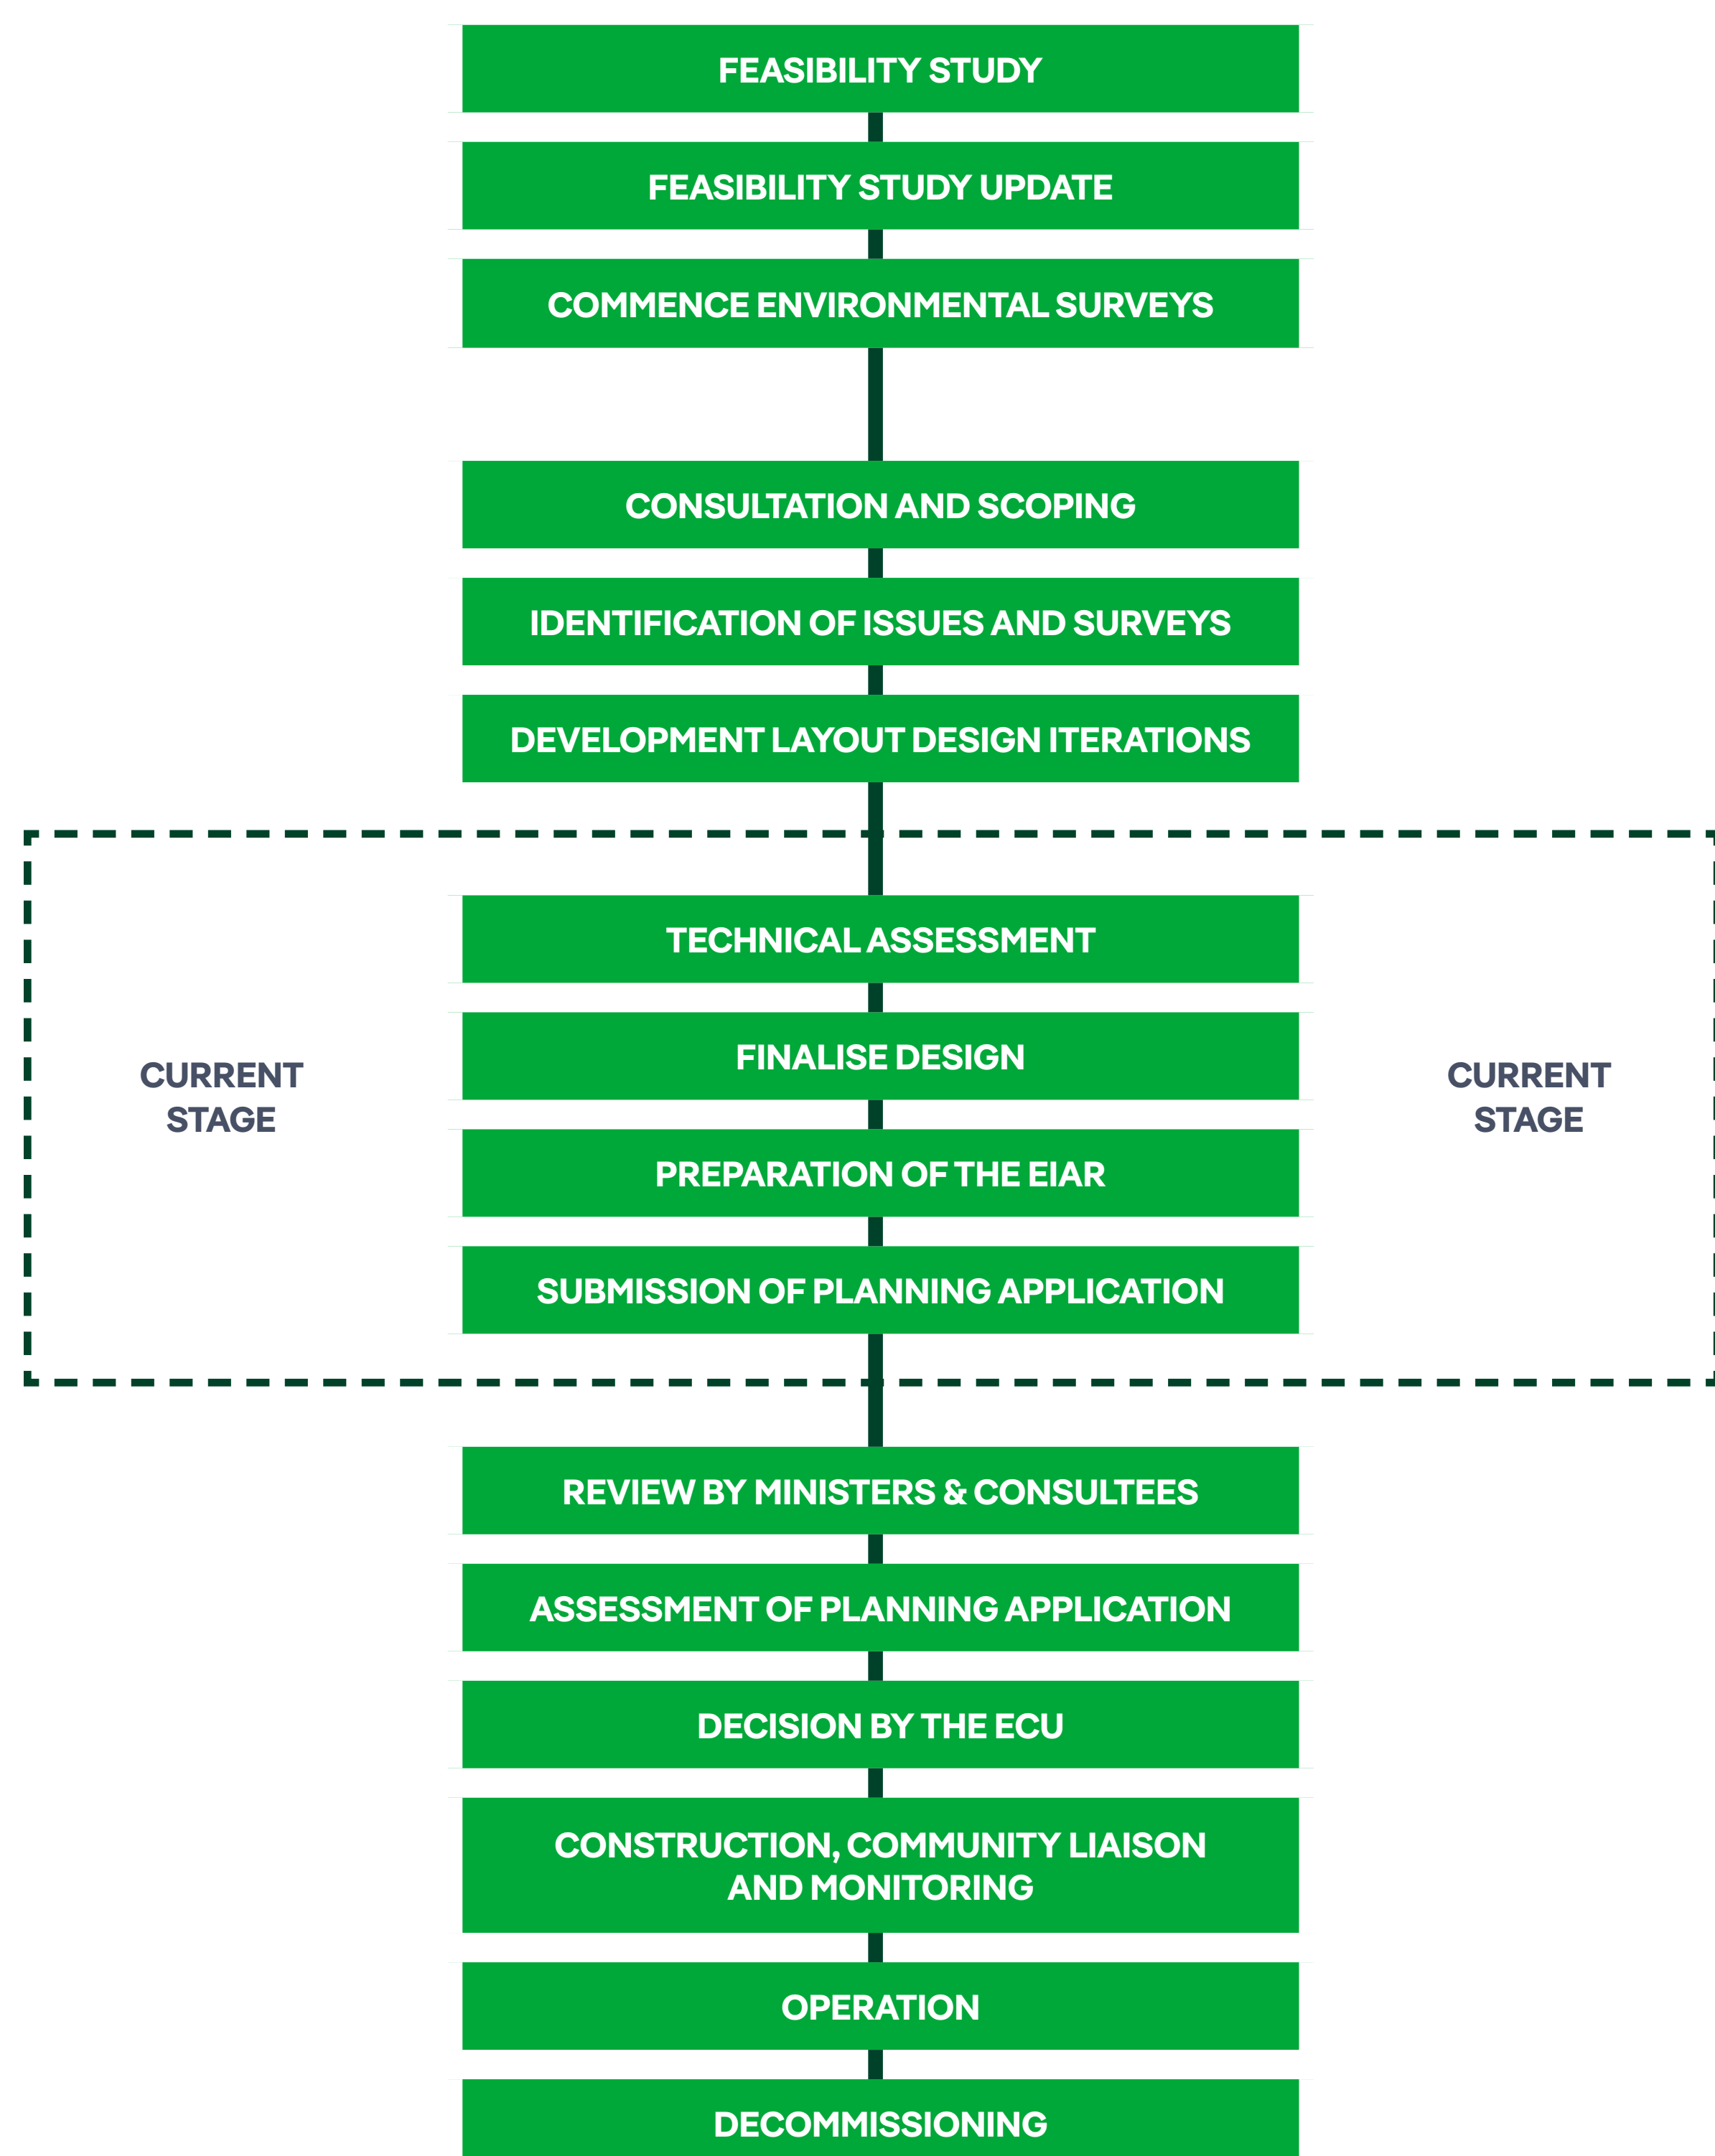 FEASIBILITY STUDY
FEASIBILITY STUDY UPDATE
COMMENCE ENVIRONMENTAL SURVEYS
CONSULTATION AND SCOPING
IDENTIFICATION OF ISSUES AND SURVEYS
DEVELOPMENT LAYOUT DESIGN ITERATIONS
TECHNICAL ASSESSMENT
FINALISE DESIGN
CURRENT
STAGE
CURRENT
STAGE
PREPARATION OF THE EIAR
SUBMISSION OF PLANNING APPLICATION
REVIEW BY MINISTERS & CONSULTEES
ASSESSMENT OF PLANNING APPLICATION
DECISION BY THE ECU
CONSTRUCTION, COMMUNITY LIAISON
AND MONITORING
OPERATION
DECOMMISSIONING